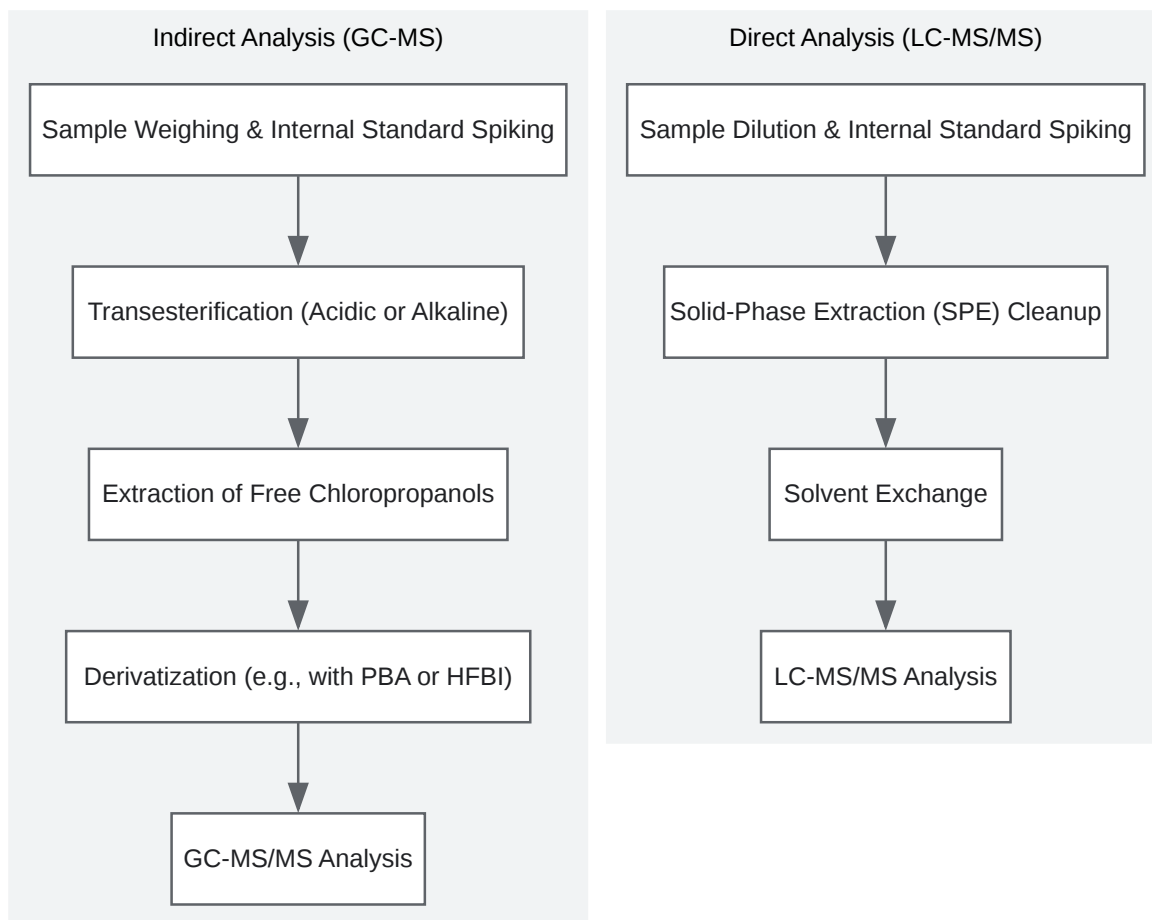 Indirect Analysis (GC-MS)
Sample Weighing & Internal Standard Spiking
Transesterification (Acidic or Alkaline)
Extraction of Free Chloropropanols
Derivatization (e.g., with PBA or HFBI)
GC-MS/MS Analysis
Direct Analysis (LC-MS/MS)
Sample Dilution & Internal Standard Spiking
Solid-Phase Extraction (SPE) Cleanup
Solvent Exchange
LC-MS/MS Analysis